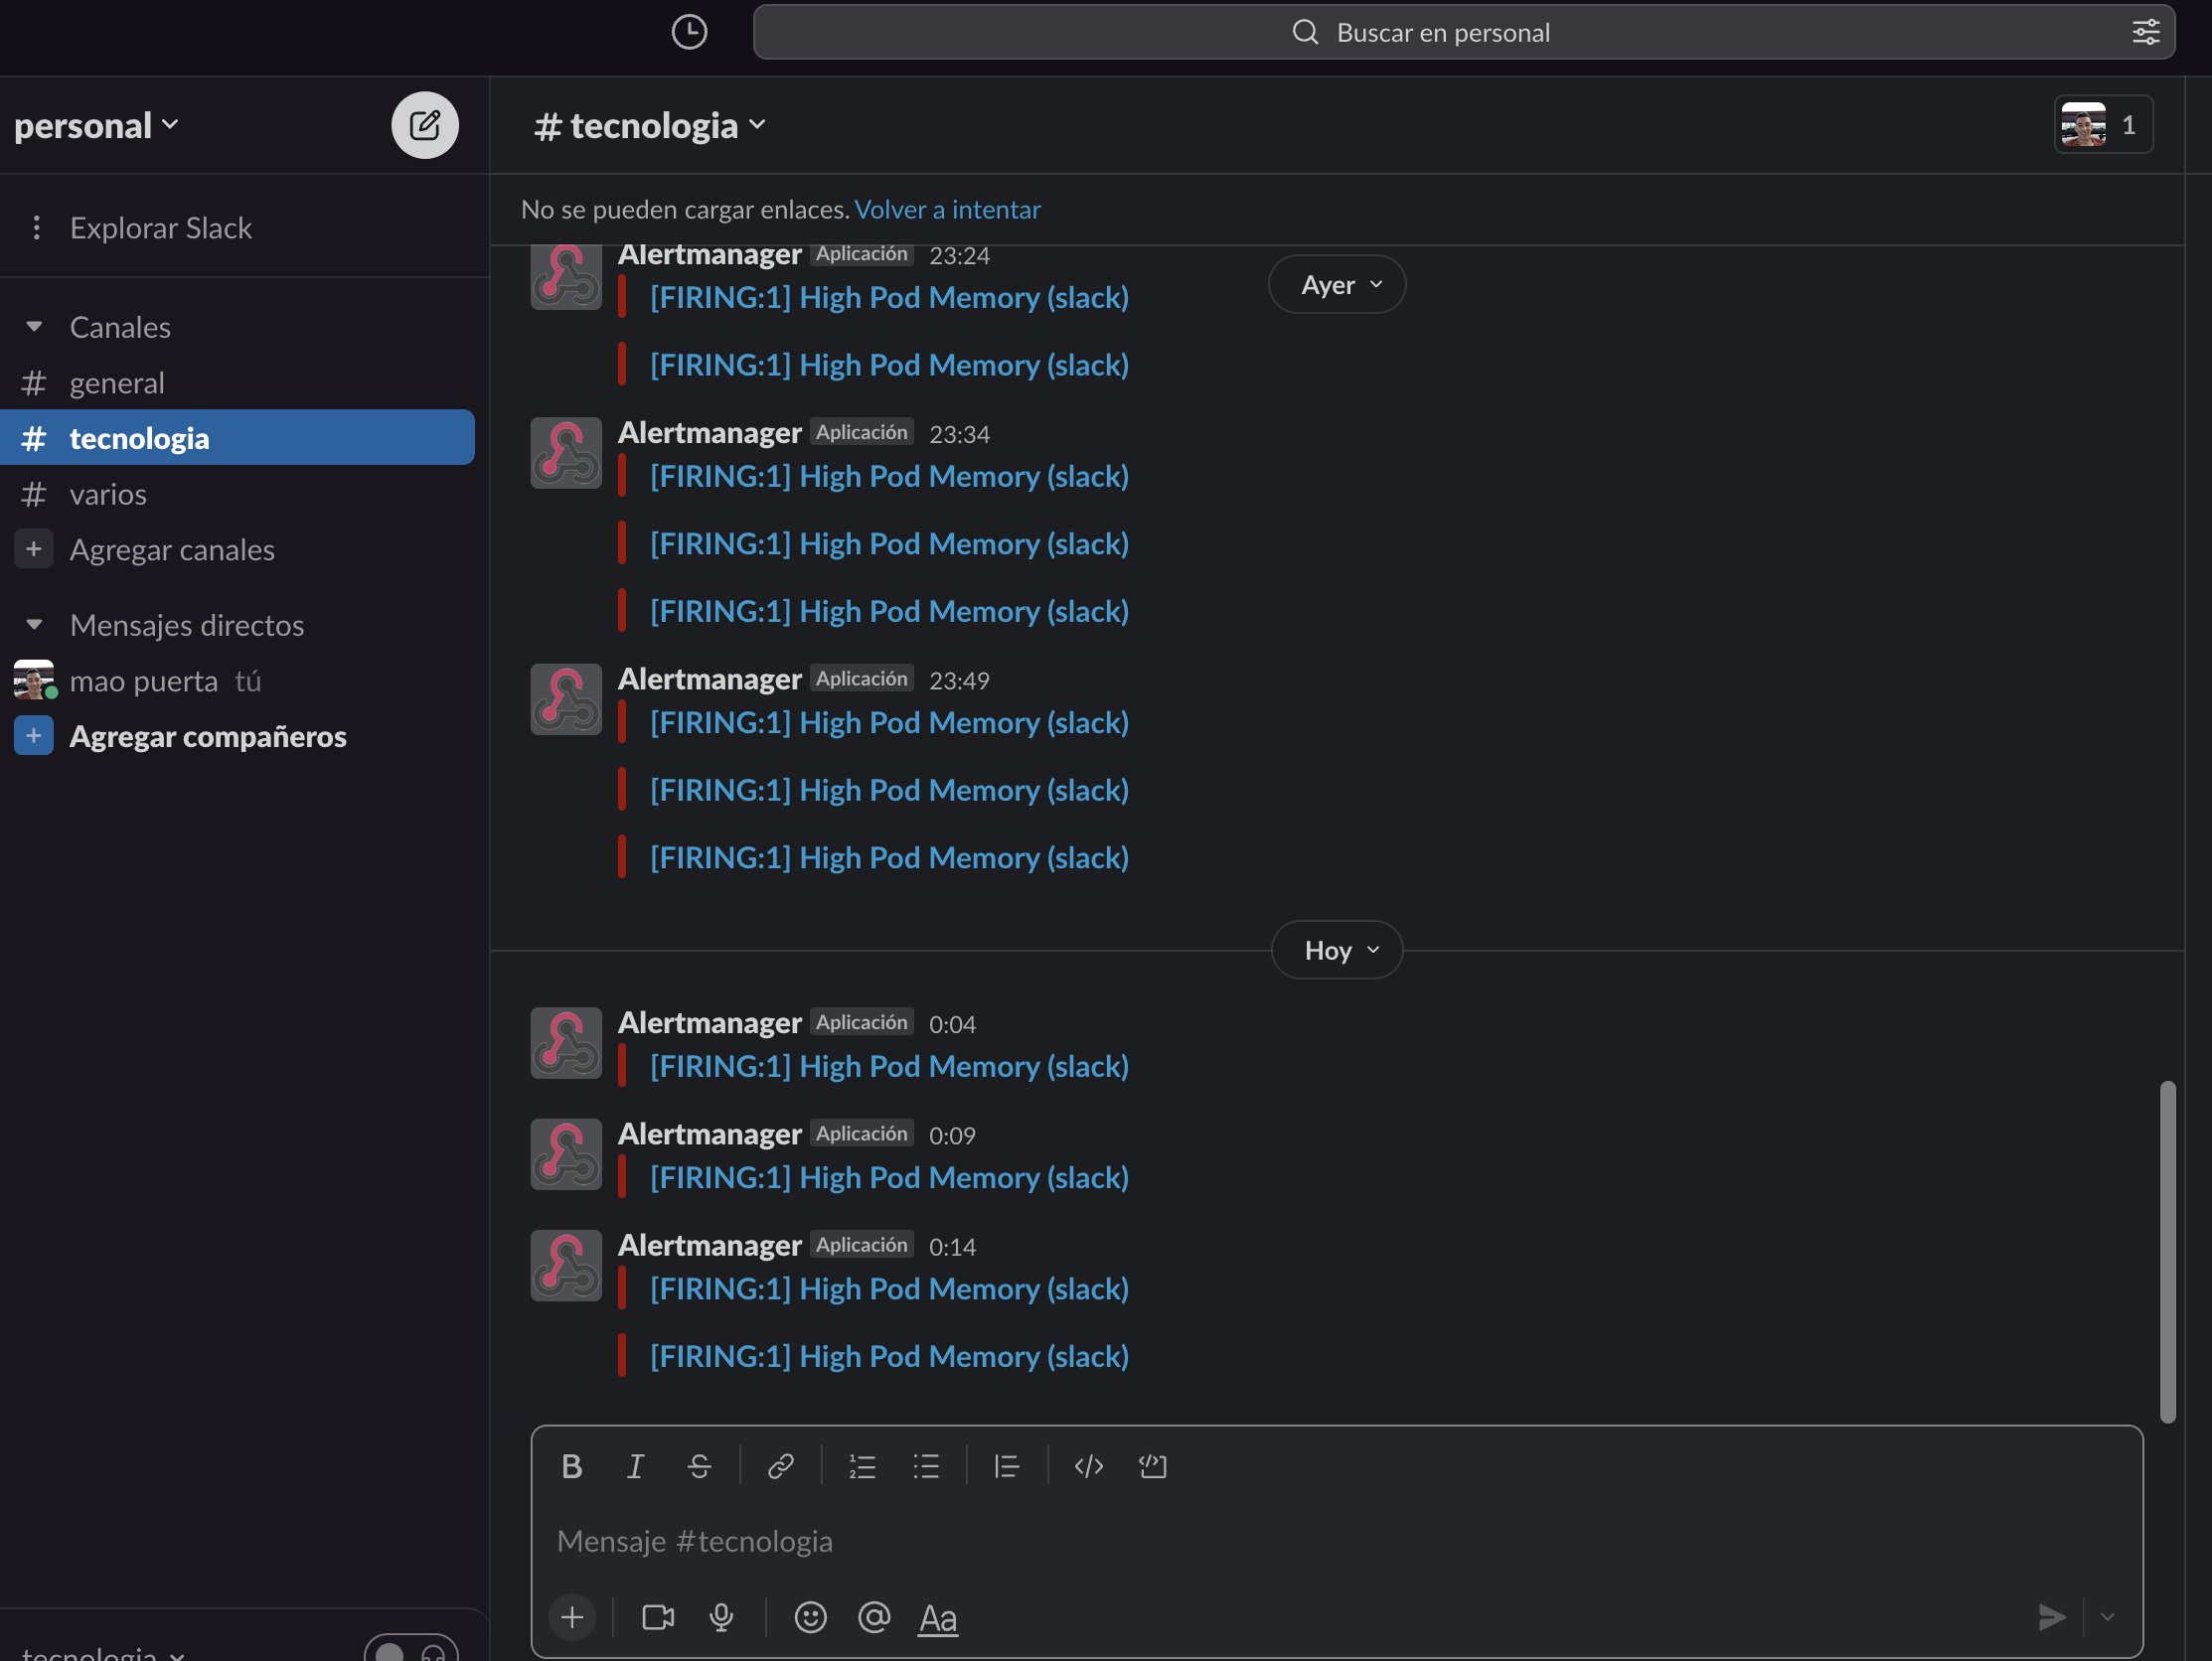 Buscar en personal
personal
# tecnologia
1
Explorar Slack
No se pueden cargar enlaces. Volver a intentar
Canales
# general
# tecnologia
# varios
+ Agregar canales
Mensajes directos
mao puerta tú
+ Agregar compañeros
Alertmanager Aplicación 23:24
Ayer
[FIRING:1] High Pod Memory (slack)
[FIRING:1] High Pod Memory (slack)
Alertmanager Aplicación 23:34
[FIRING:1] High Pod Memory (slack)
[FIRING:1] High Pod Memory (slack)
[FIRING:1] High Pod Memory (slack)
Alertmanager Aplicación 23:49
[FIRING:1] High Pod Memory (slack)
[FIRING:1] High Pod Memory (slack)
[FIRING:1] High Pod Memory (slack)
Hoy
Alertmanager Aplicación 0:04
[FIRING:1] High Pod Memory (slack)
Alertmanager Aplicación 0:09
[FIRING:1] High Pod Memory (slack)
Alertmanager Aplicación 0:14
[FIRING:1] High Pod Memory (slack)
[FIRING:1] High Pod Memory (slack)
B I S
Mensaje #tecnologia
+ @ Aa
tecnologia